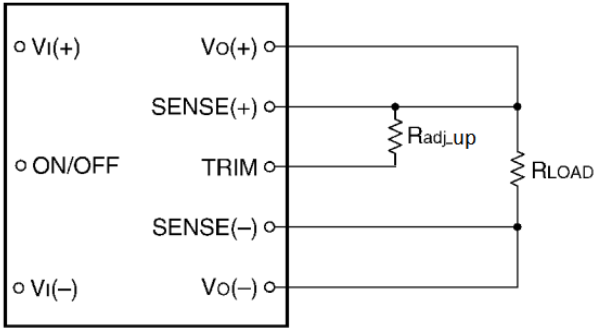 VI(+)
VO(+)
SENSE(+)
Radj_up
ON/OFF
TRIM
RLOAD
SENSE(−)
VI(−)
VO(−)